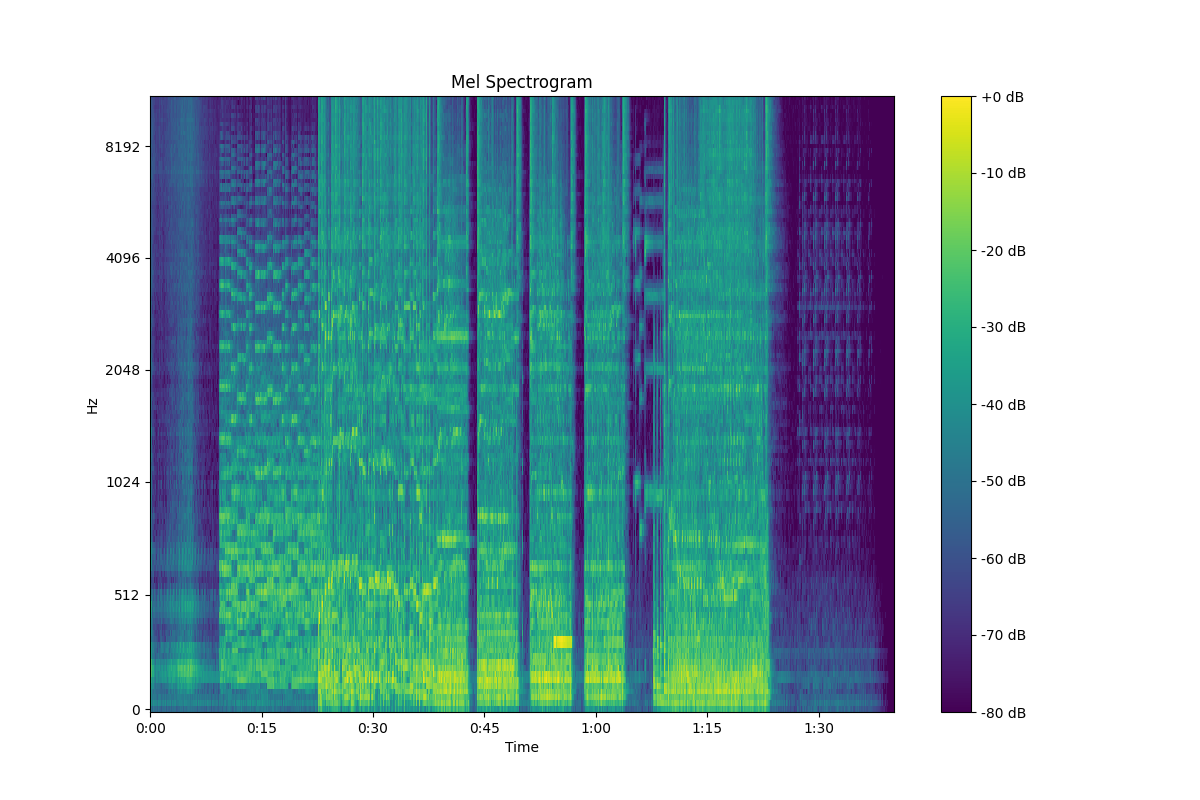 Mel Spectrogram
+0 dB
8192
-10 dB
-20 dB
4096
-30 dB
2048
-40 dB
Hz
1024
-50 dB
-60 dB
512
-70 dB
0
-80 dB
0:00 0:15 0:30 0:45 1:00 1:15 1:30
Time